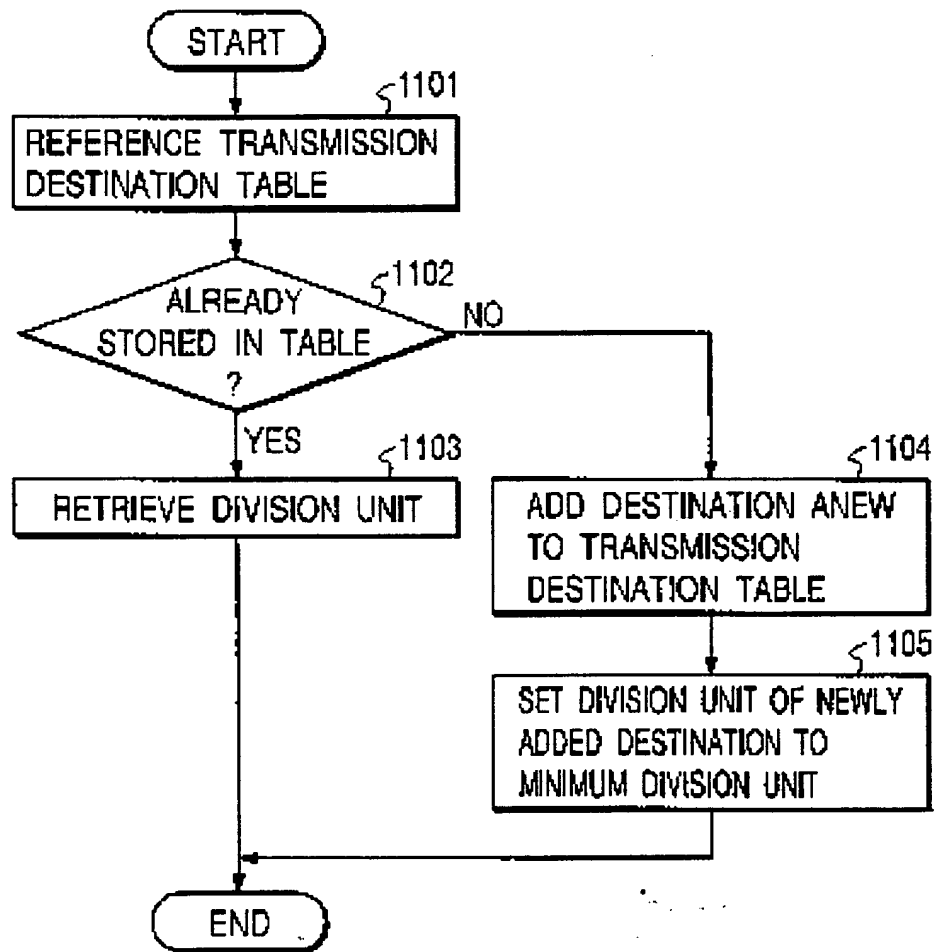 START
1101
REFERENCE TRANSMISSION
DESTINATION TABLE
1102
ALREADY
STORED IN TABLE
?
NO
YES
1103
RETRIEVE DIVISION UNIT
1104
ADD DESTINATION ANEW
TO TRANSMISSION
DESTINATION TABLE
1105
SET DIVISION UNIT OF NEWLY
ADDED DESTINATION TO
MINIMUM DIVISION UNIT
END